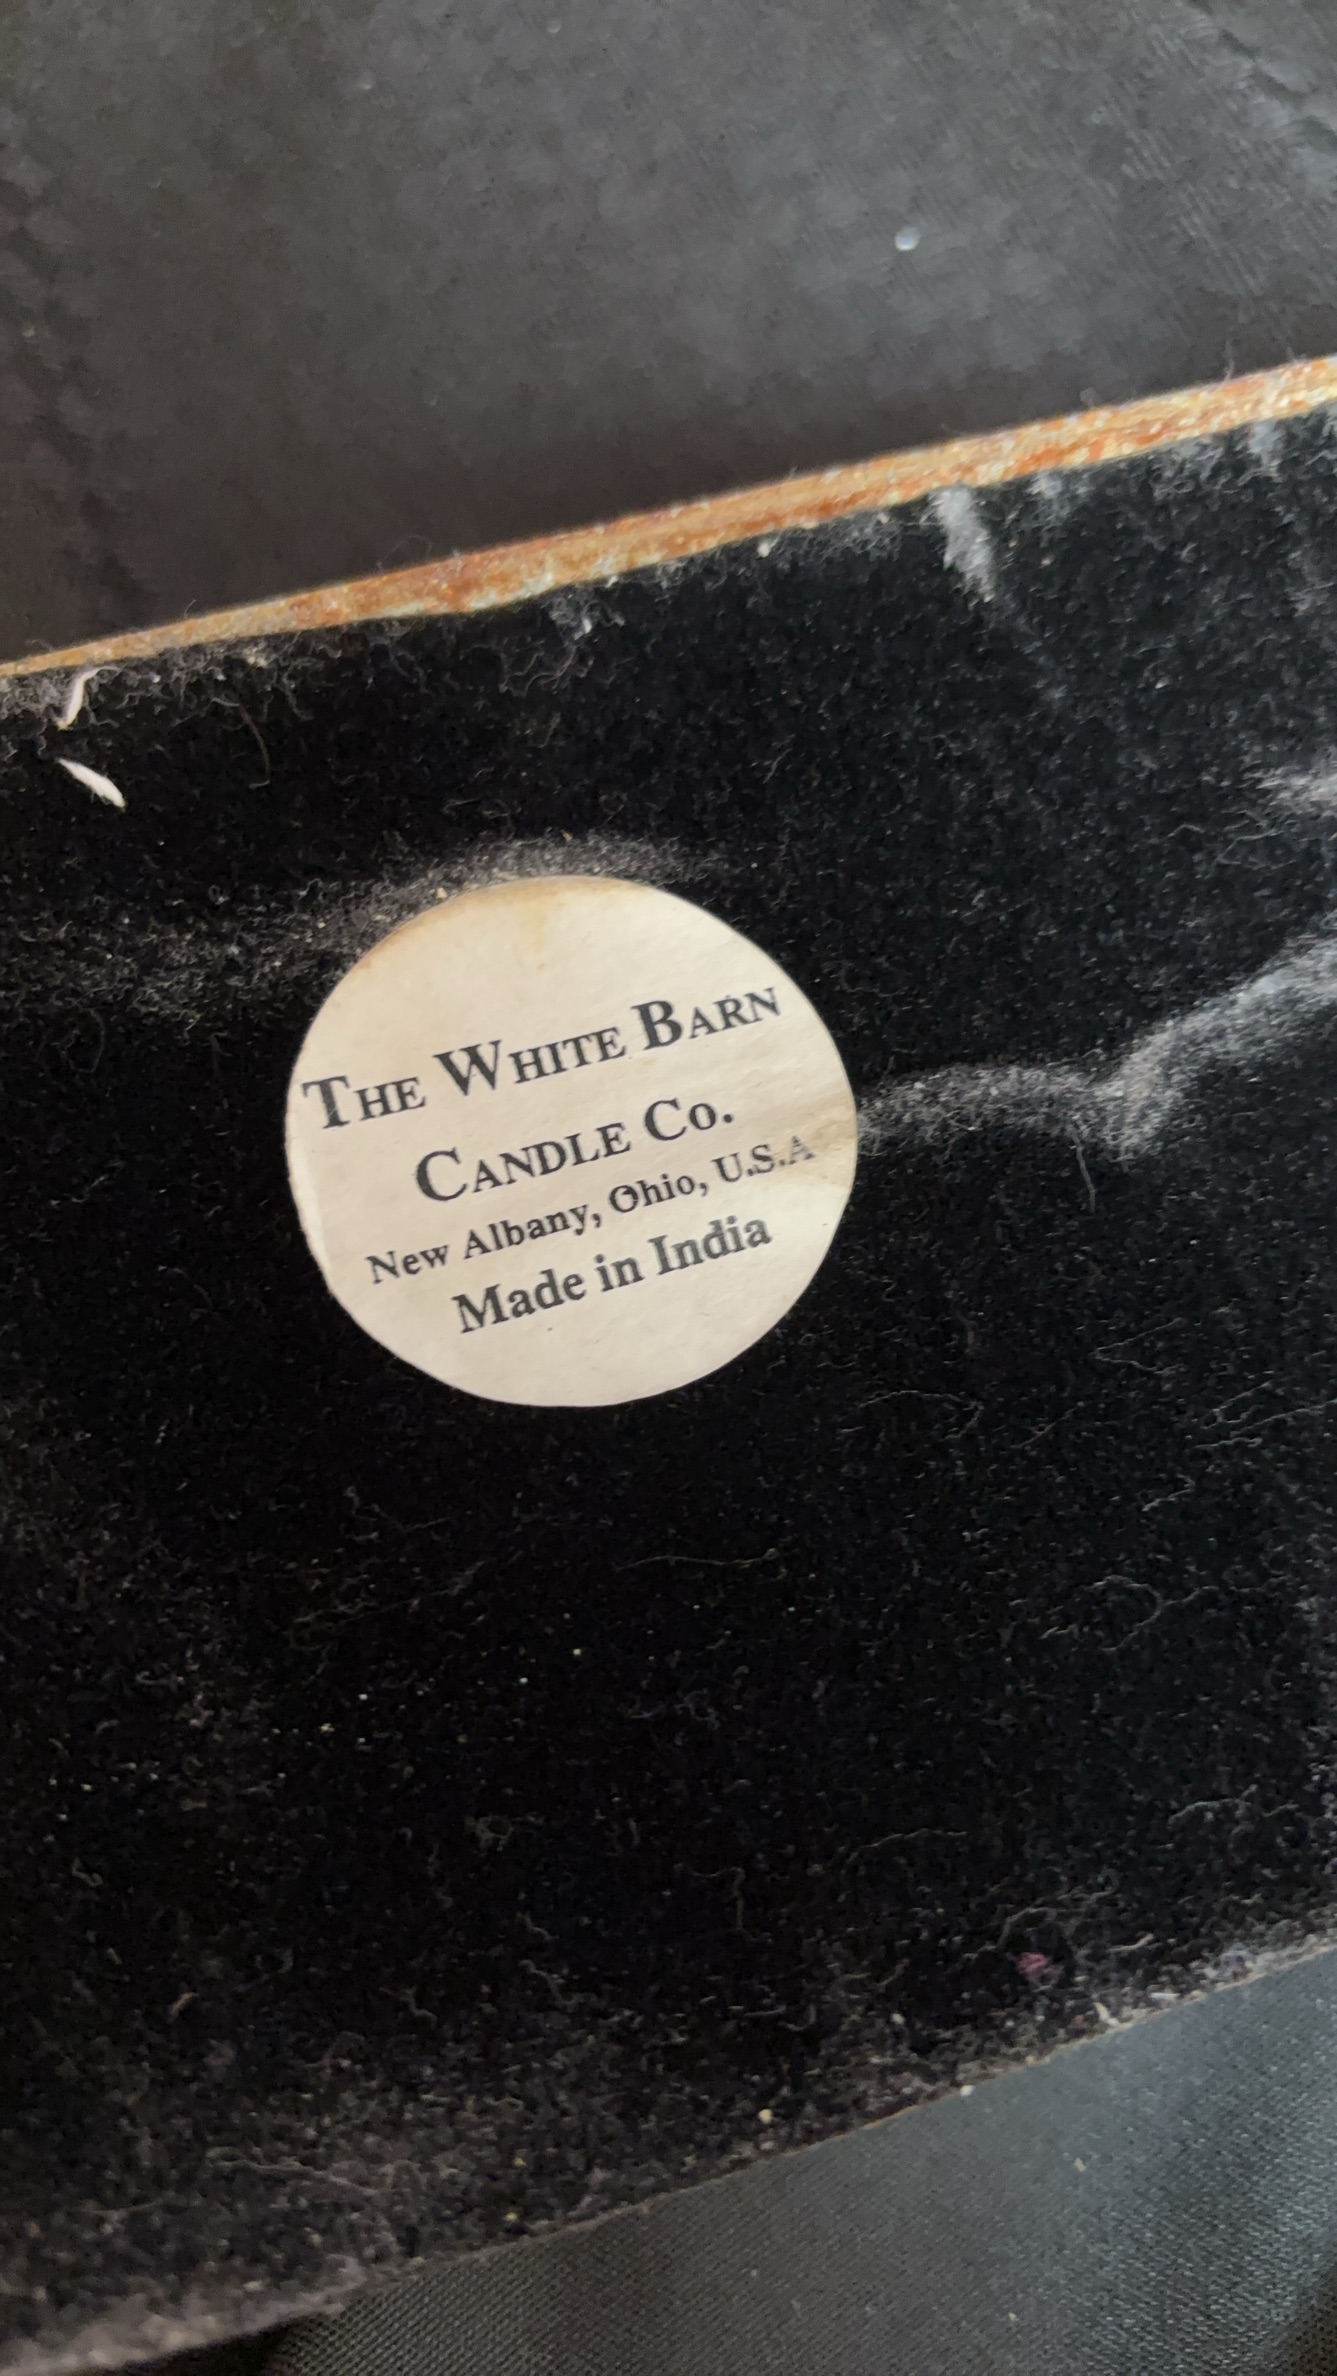 THE WHITE BARN
CANDLE CO.
New Albany, Ohio, U.S.A
Made in India